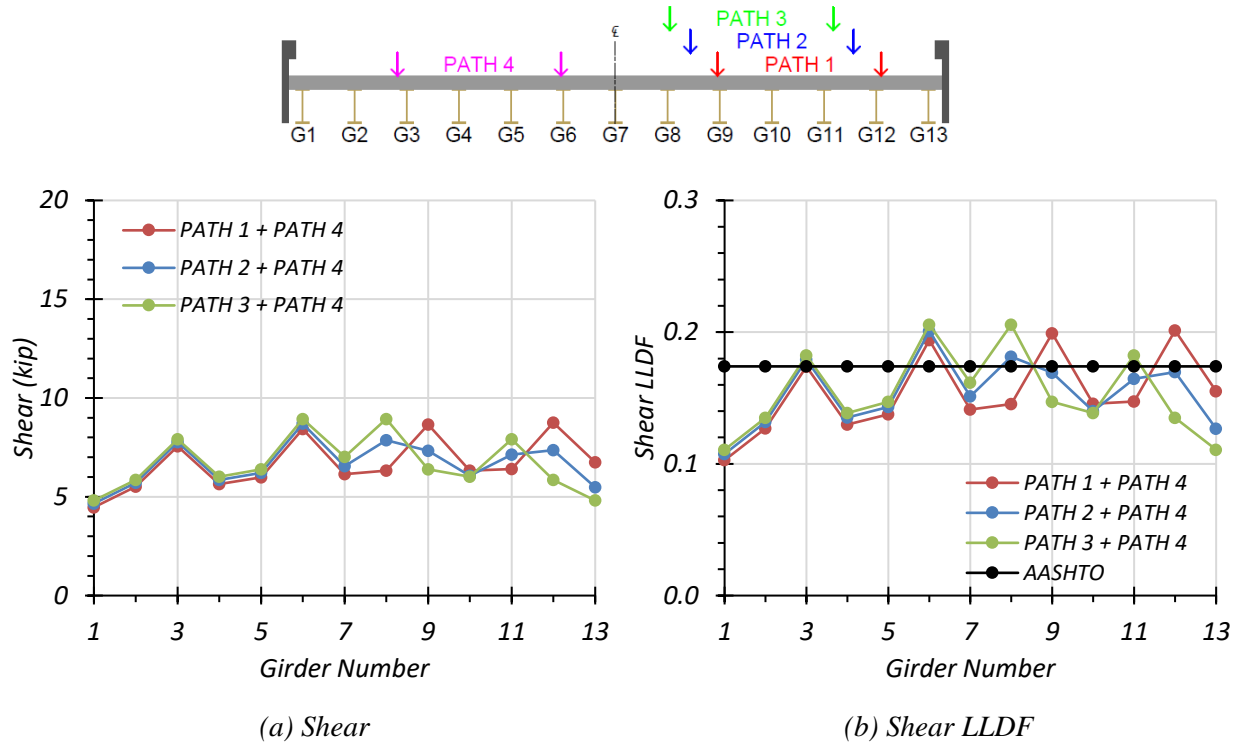 PATH 3
℄
PATH 2
PATH 4
PATH 1
G1 G2 G3 G4 G5 G6 G7 G8 G9 G10 G11 G12 G13
20
15
10
5
0
Shear (kip)
PATH 1 + PATH 4
PATH 2 + PATH 4
PATH 3 + PATH 4
1 3 5 7 9 11 13
Girder Number
(a) Shear
0.3
0.2
0.1
0.0
Shear LLDF
PATH 1 + PATH 4
PATH 2 + PATH 4
PATH 3 + PATH 4
AASHTO
1 3 5 7 9 11 13
Girder Number
(b) Shear LLDF